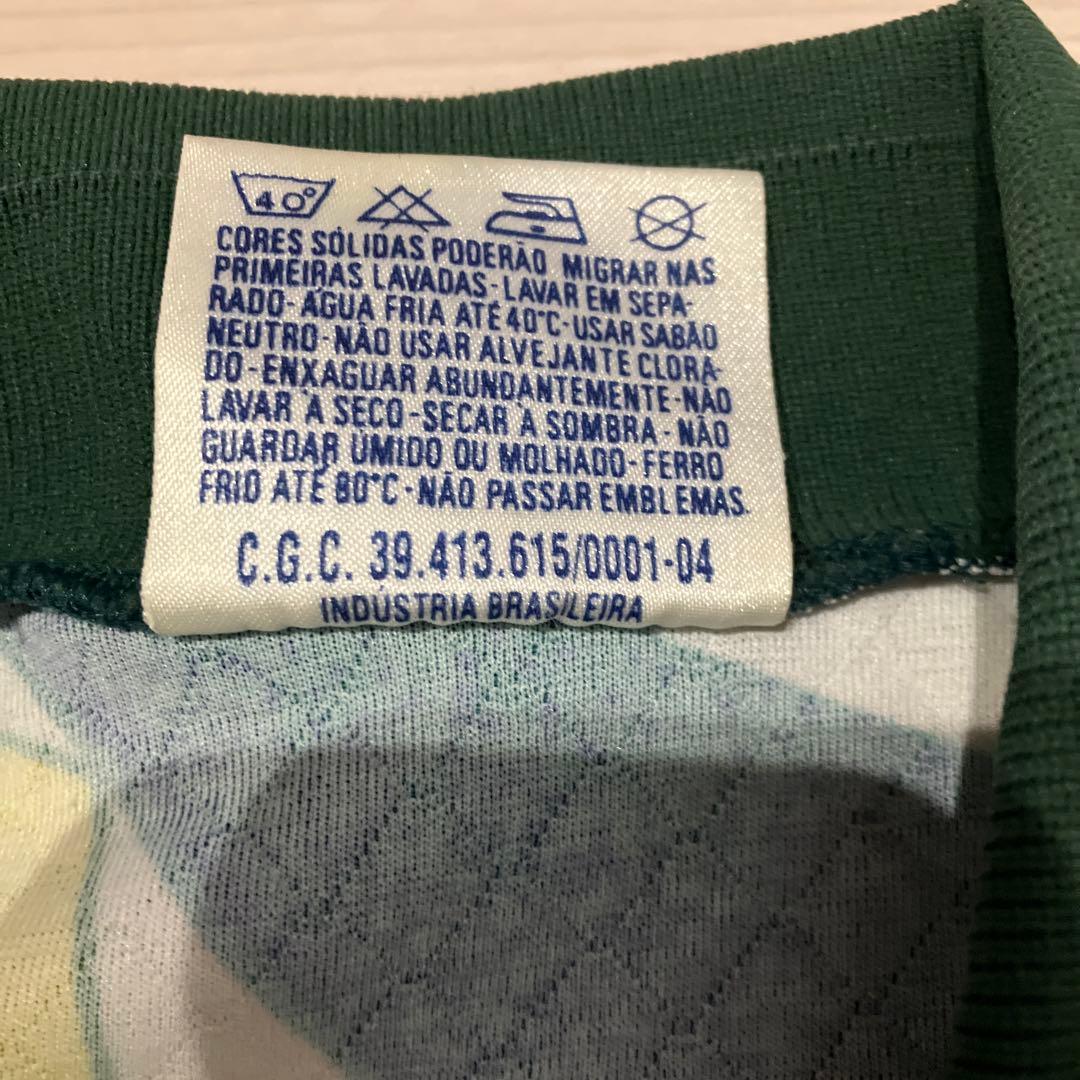 40°
CORES SÓLIDAS PODERÃO MIGRAR NAS
PRIMEIRAS LAVADAS-LAVAR EM SEPA-
RADO-ÁGUA FRIA ATÉ 40°C-USAR SABÃO
NEUTRO-NÃO USAR ALVEJANTE CLORA-
DO-ENXAGUAR ABUNDANTEMENTE-NÃO
LAVAR À SECO-SECAR A SOMBRA-NÃO
GUARDAR ÚMIDO OU MOLHADO-FERRO
FRIO ATÉ 80°C-NÃO PASSAR EMBLEMAS.
C.G.C. 39.413.615/0001-04
INDÚSTRIA BRASILEIRA